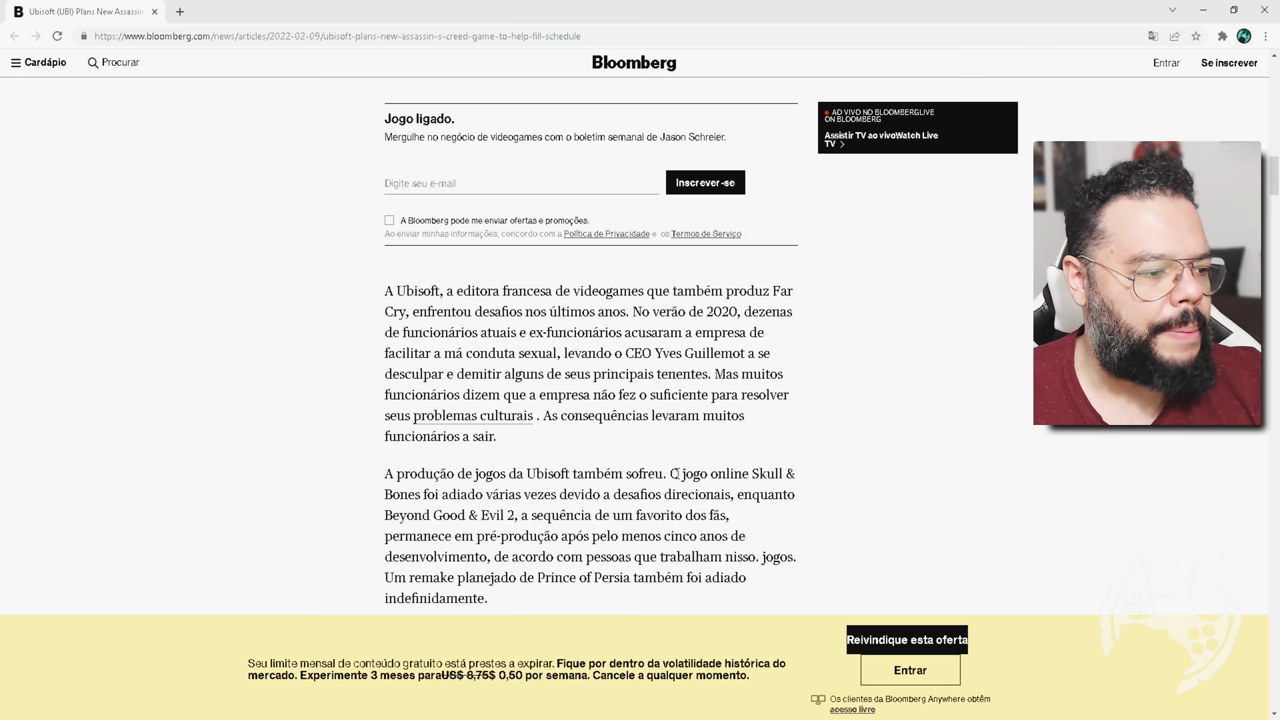 Ubisoft (UBI) Plans New Assassin
https://www.bloomberg.com/news/articles/2022-02-09/ubisoft-plans-new-assassin-s-creed-game-to-help-fill-schedule
Cardápio
Procurar
Bloomberg
Entrar
Se inscrever
Jogo ligado.
Mergulhe no negócio de videogames com o boletim semanal de Jason Schreier.
Digite seu e-mail
Inscrever-se
A Bloomberg pode me enviar ofertas e promoções.
Ao enviar minhas informações, concordo com a Política de Privacidade e os Termos de Serviço .
AO VIVO NO BLOOMBERGLIVE
ON BLOOMBERG
Assistir TV ao vivoWatch Live
TV
A Ubisoft, a editora francesa de videogames que também produz Far
Cry, enfrentou desafios nos últimos anos. No verão de 2020, dezenas
de funcionários atuais e ex-funcionários acusaram a empresa de
facilitar a má conduta sexual, levando o CEO Yves Guillemot a se
desculpar e demitir alguns de seus principais tenentes. Mas muitos
funcionários dizem que a empresa não fez o suficiente para resolver
seus problemas culturais . As consequências levaram muitos
funcionários a sair.
A produção de jogos da Ubisoft também sofreu. O jogo online Skull &
Bones foi adiado várias vezes devido a desafios direcionais, enquanto
Beyond Good & Evil 2, a sequência de um favorito dos fãs,
permanece em pré-produção após pelo menos cinco anos de
desenvolvimento, de acordo com pessoas que trabalham nisso. jogos.
Um remake planejado de Prince of Persia também foi adiado
indefinidamente.
Seu limite mensal de conteúdo gratuito está prestes a expirar. Fique por dentro da volatilidade histórica do
mercado. Experimente 3 meses paraUS$ 8,75$ 0,50 por semana. Cancele a qualquer momento.
Reivindique esta oferta
Entrar
Os clientes da Bloomberg Anywhere obtêm
acesso livre